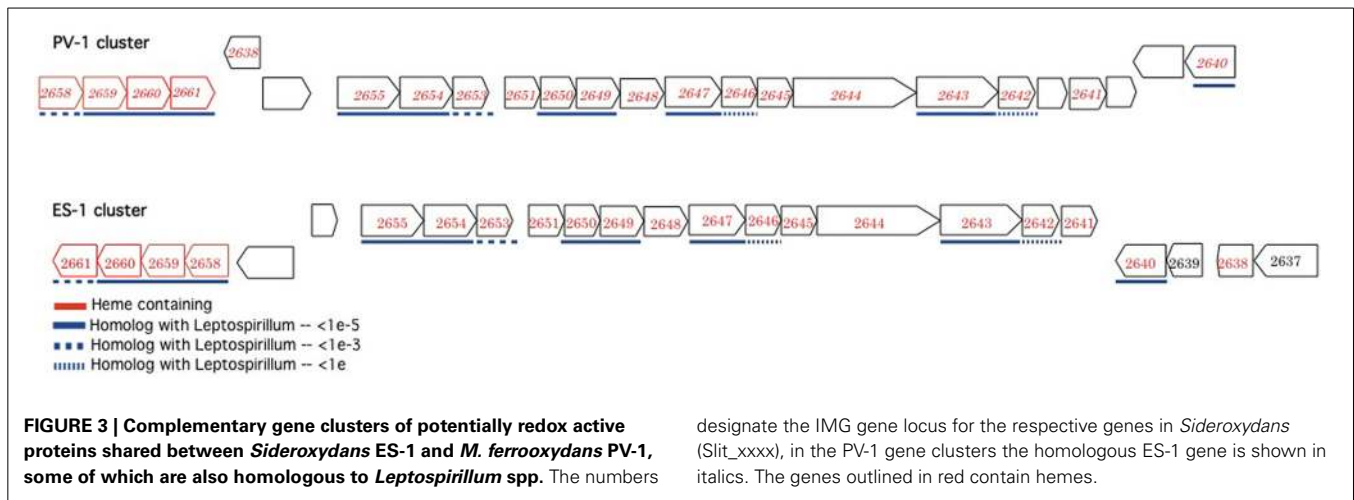 PV-1 cluster
2638
2640
2658 2659 2660 2661
2655 2654 2653 2651 2650 2649 2648 2647 2646 2645 2644 2643 2642 2641
ES-1 cluster
2655 2654 2653 2651 2650 2649 2648 2647 2646 2645 2644 2643 2642 2641
2661 2660 2659 2658
2640 2639 2638 2637
Heme containing
Homolog with Leptospirillum -- <1e-5
Homolog with Leptospirillum -- <1e-3
Homolog with Leptospirillum -- <1e
FIGURE 3 | Complementary gene clusters of potentially redox active
proteins shared between Sideroxydans ES-1 and M. ferrooxydans PV-1,
some of which are also homologous to Leptospirillum spp. The numbers
designate the IMG gene locus for the respective genes in Sideroxydans
(Slit_xxxx), in the PV-1 gene clusters the homologous ES-1 gene is shown in
italics. The genes outlined in red contain hemes.